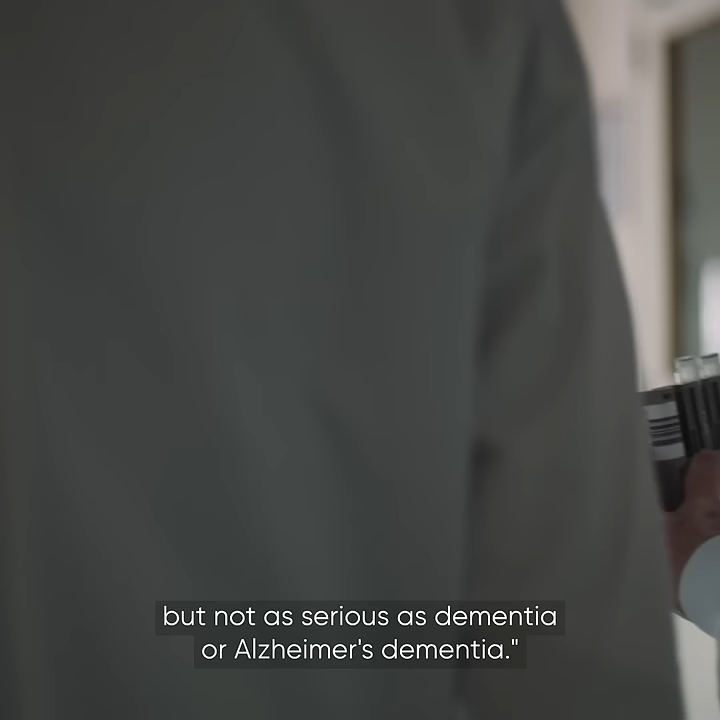 but not as serious as dementia
or Alzheimer's dementia."